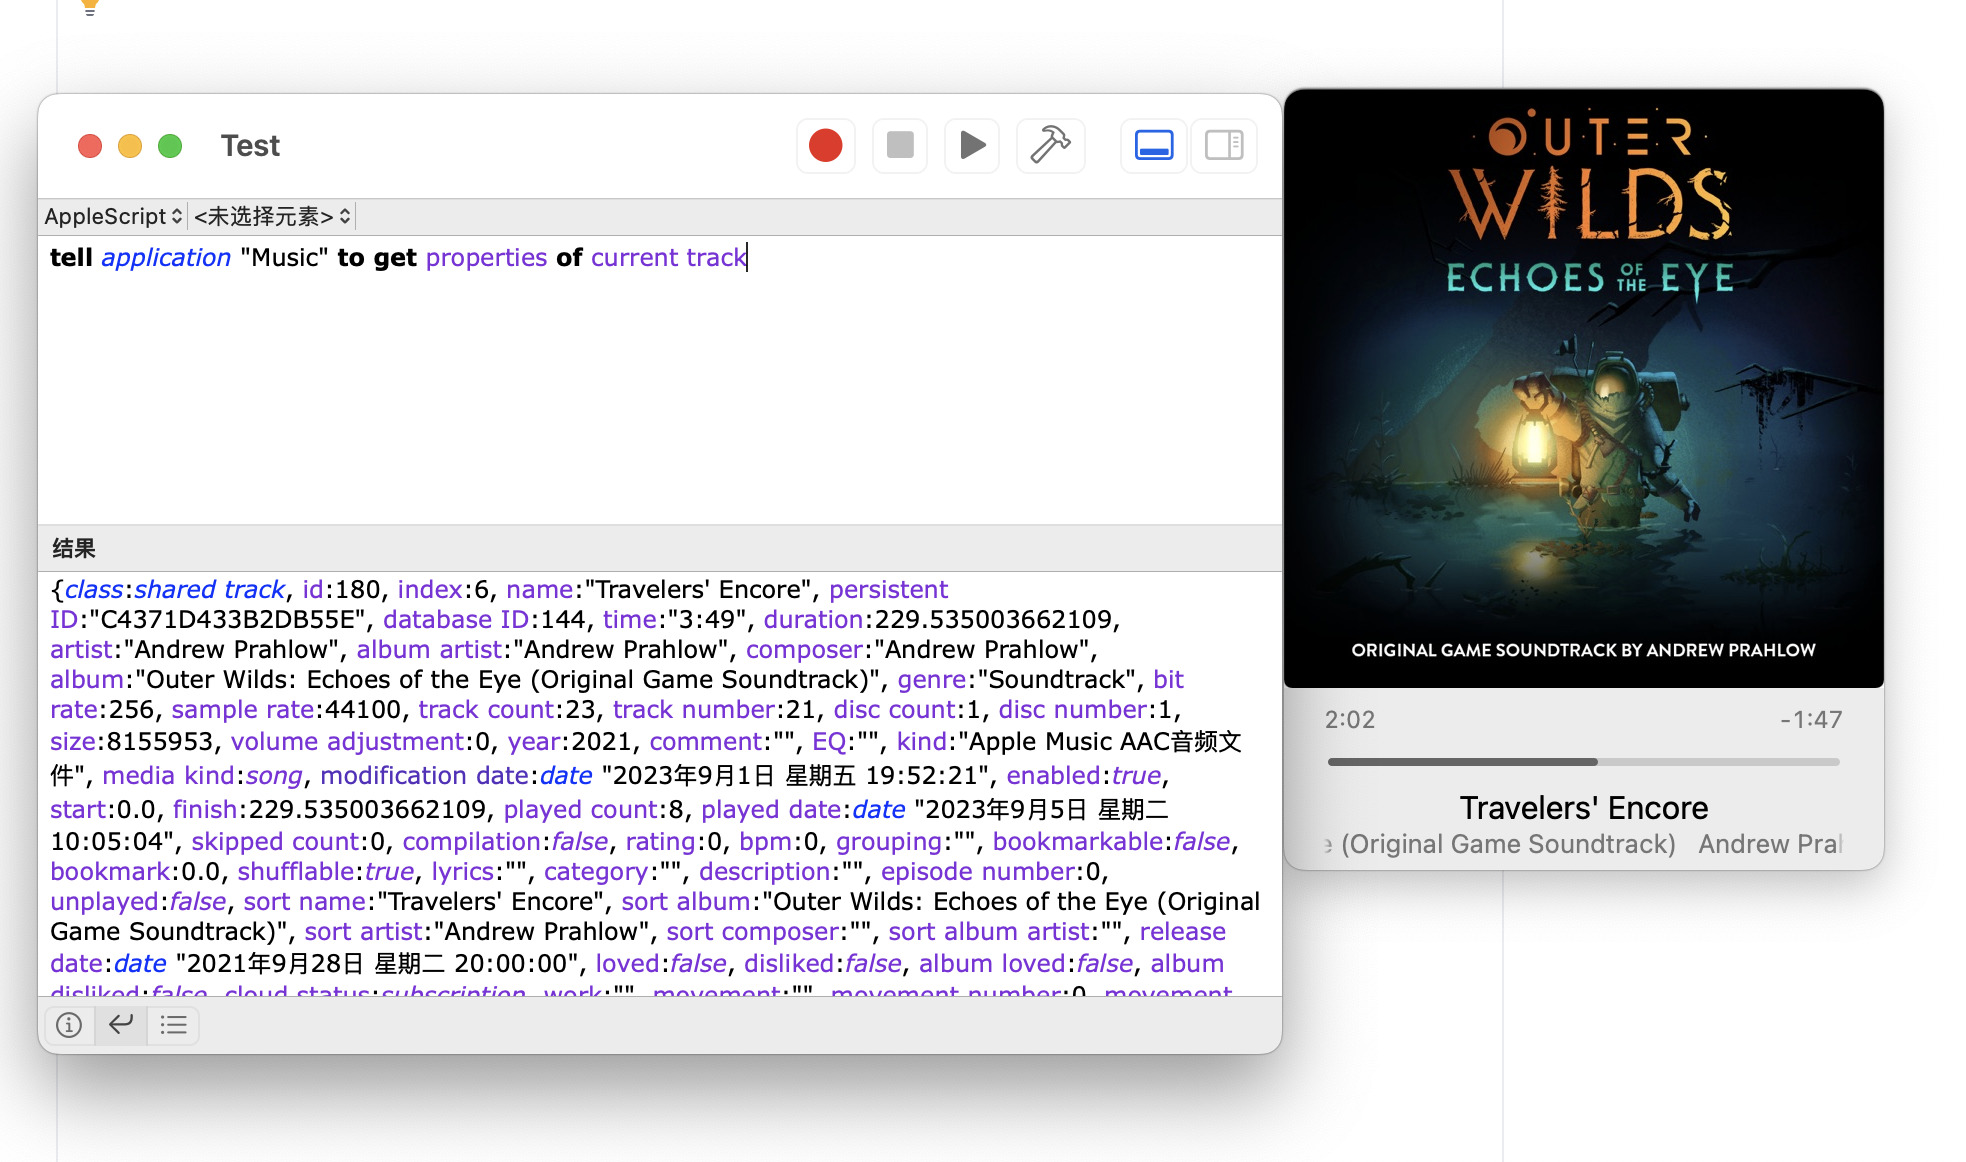 Test
AppleScript <未选择元素>
tell application "Music" to get properties of current track
结果
{class:shared track, id:180, index:6, name:"Travelers' Encore", persistent
ID:"C4371D433B2DB55E", database ID:144, time:"3:49", duration:229.535003662109,
artist:"Andrew Prahlow", album artist:"Andrew Prahlow", composer:"Andrew Prahlow",
album:"Outer Wilds: Echoes of the Eye (Original Game Soundtrack)", genre:"Soundtrack", bit
rate:256, sample rate:44100, track count:23, track number:21, disc count:1, disc number:1,
size:8155953, volume adjustment:0, year:2021, comment:"", EQ:"", kind:"Apple Music AAC音频文
件", media kind:song, modification date:date "2023年9月1日 星期五 19:52:21", enabled:true,
start:0.0, finish:229.535003662109, played count:8, played date:date "2023年9月5日 星期二
10:05:04", skipped count:0, compilation:false, rating:0, bpm:0, grouping:"", bookmarkable:false,
bookmark:0.0, shufflable:true, lyrics:"", category:"", description:"", episode number:0,
unplayed:false, sort name:"Travelers' Encore", sort album:"Outer Wilds: Echoes of the Eye (Original
Game Soundtrack)", sort artist:"Andrew Prahlow", sort composer:"", sort album artist:"", release
date:date "2021年9月28日 星期二 20:00:00", loved:false, disliked:false, album loved:false, album
disliked:false, cloud status:subscription, work:"", movement:"", movement number:0, movement
OUTER
WILDS
ECHOES OF THE EYE
ORIGINAL GAME SOUNDTRACK BY ANDREW PRAHLOW
2:02 -1:47
Travelers' Encore
e (Original Game Soundtrack) Andrew Prah